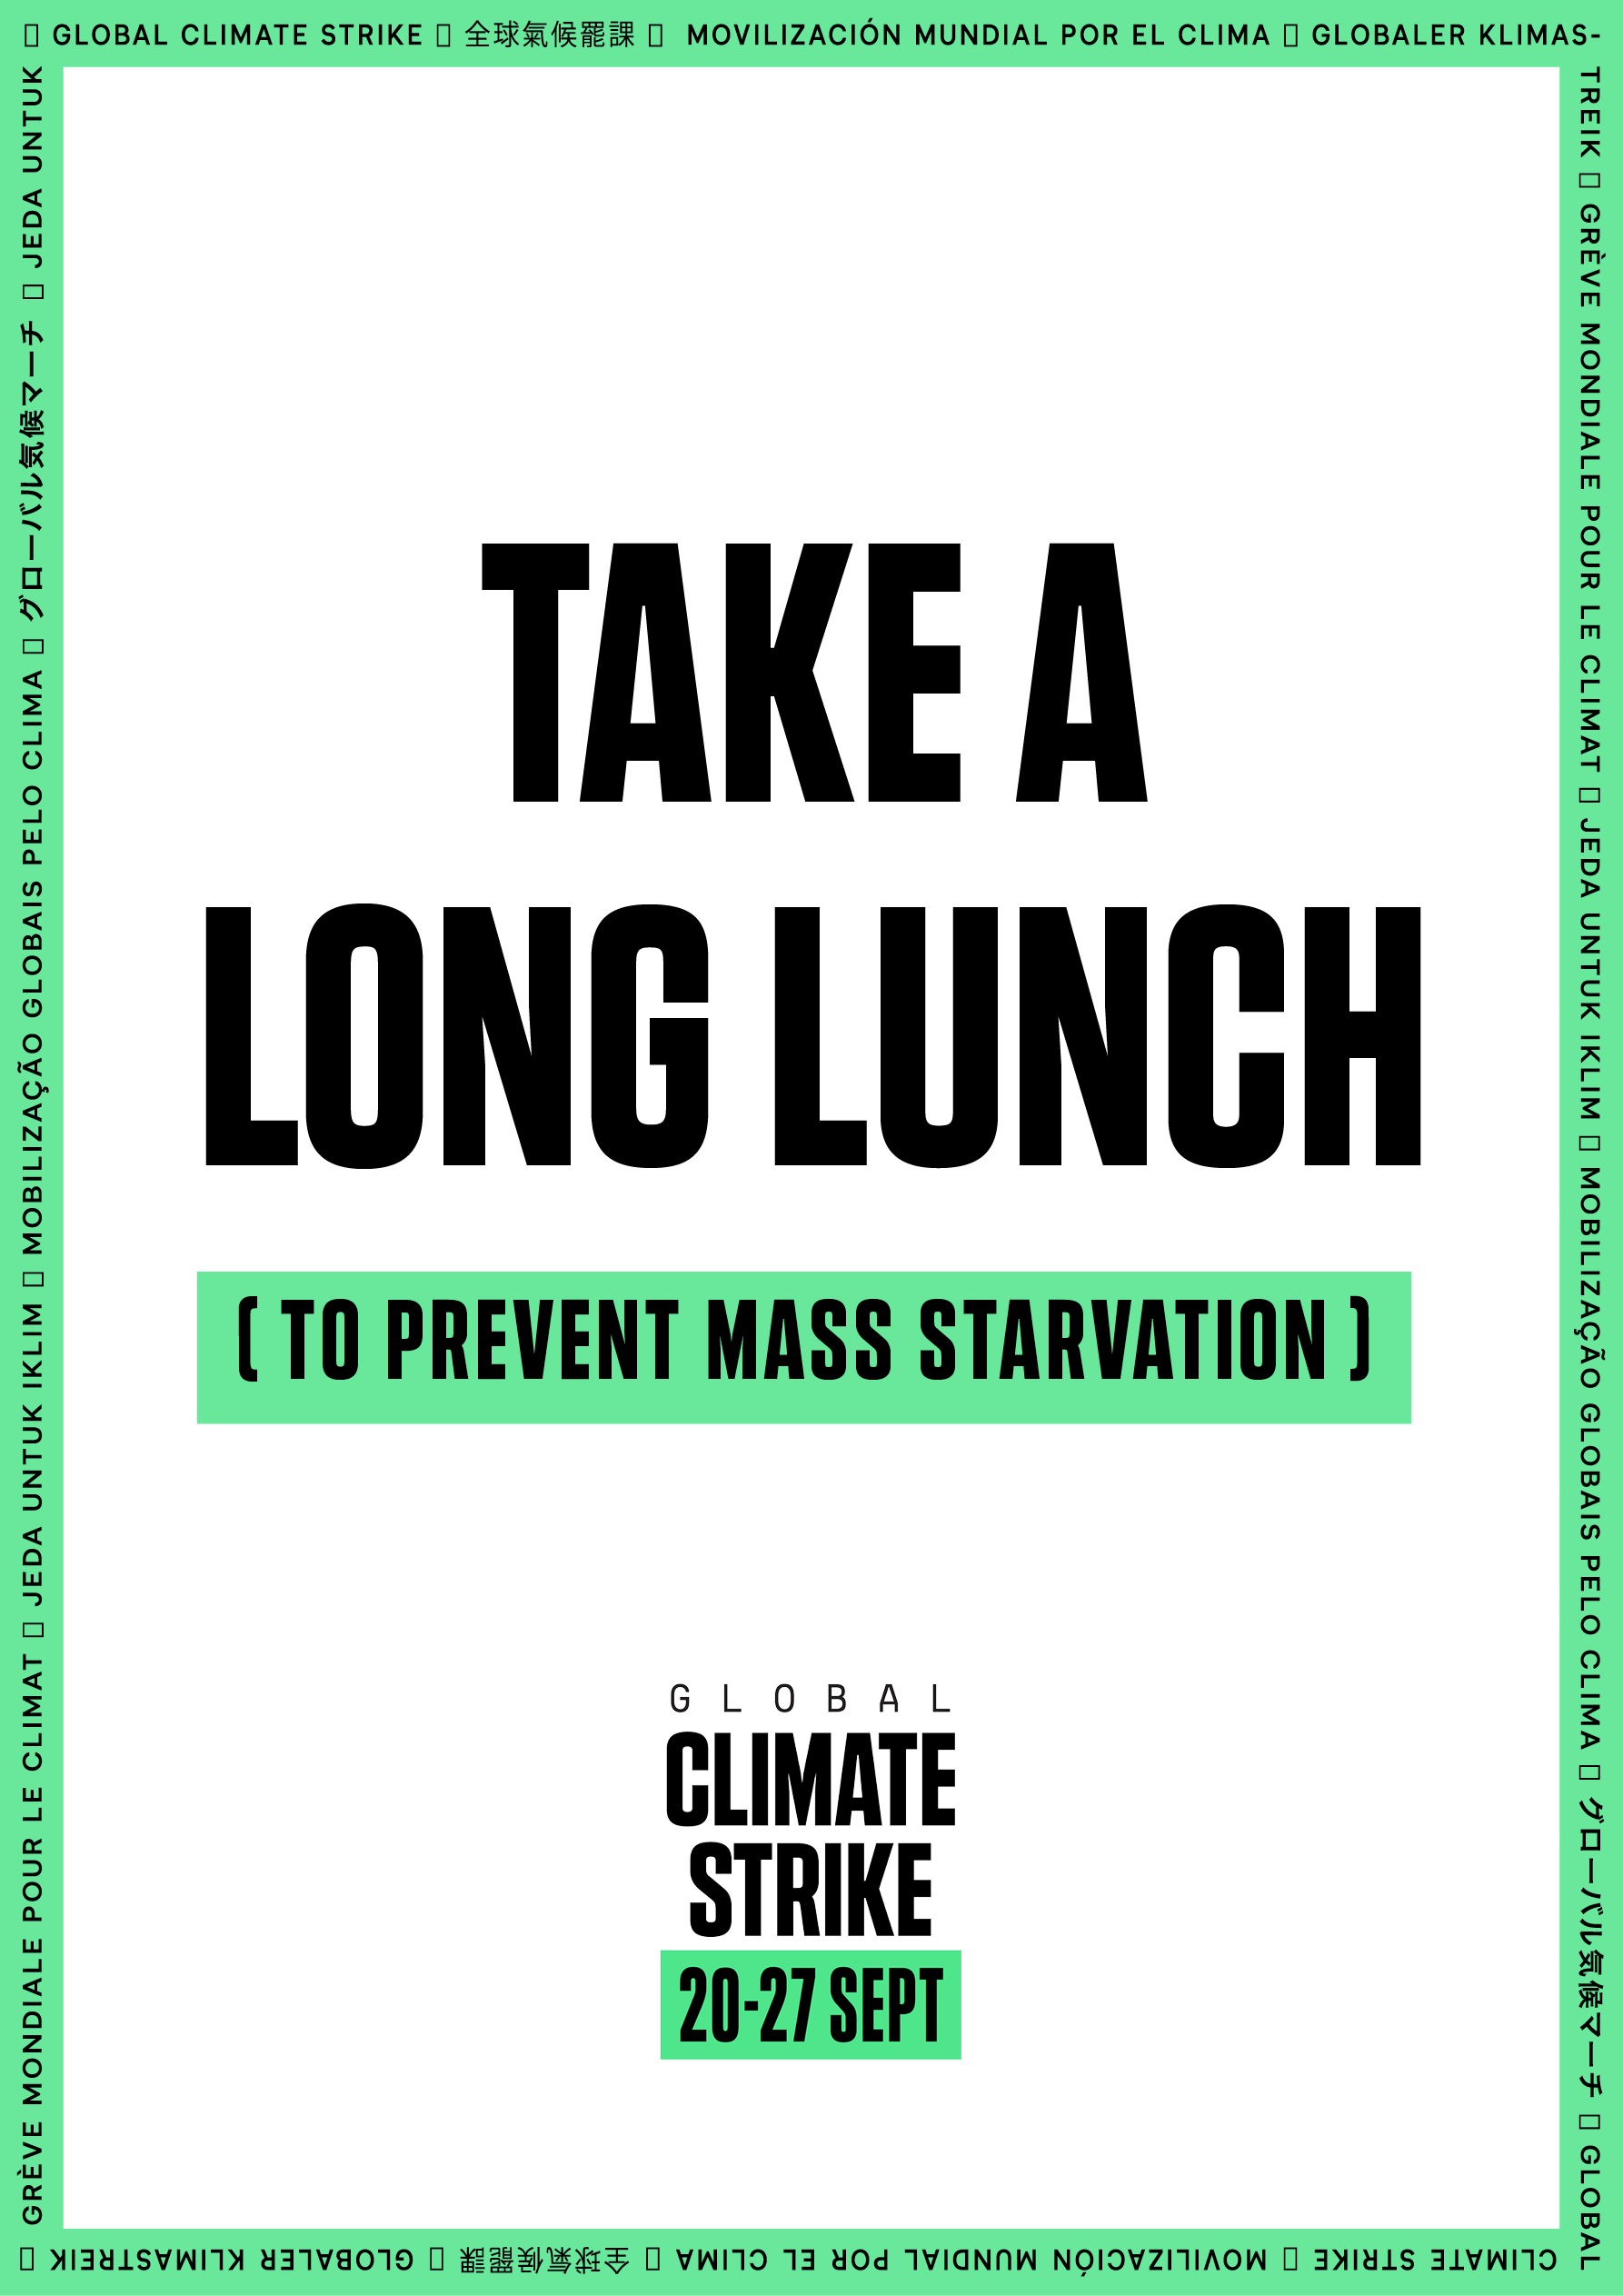 ▯ GLOBAL CLIMATE STRIKE ▯ 全球氣候罷課 ▯ MOVILIZACIÓN MUNDIAL POR EL CLIMA ▯ GLOBALER KLIMAS-
TREIK ▯ GRÈVE MONDIALE POUR LE CLIMAT ▯ JEDA UNTUK IKLIM ▯ MOBILIZAÇÃO GLOBAIS PELO CLIMA ▯ グローバル気候マーチ ▯ GLOBAL
CLIMATE STRIKE ▯ MOVILIZACIÓN MUNDIAL POR EL CLIMA ▯ 全球氣候罷課 ▯ GLOBALER KLIMASTREIK ▯
GRÈVE MONDIALE POUR LE CLIMAT ▯ JEDA UNTUK IKLIM ▯ MOBILIZAÇÃO GLOBAIS PELO CLIMA ▯ グローバル気候マーチ ▯ JEDA UNTUK
TAKE A
LONG LUNCH
( TO PREVENT MASS STARVATION )
GLOBAL
CLIMATE
STRIKE
20-27 SEPT